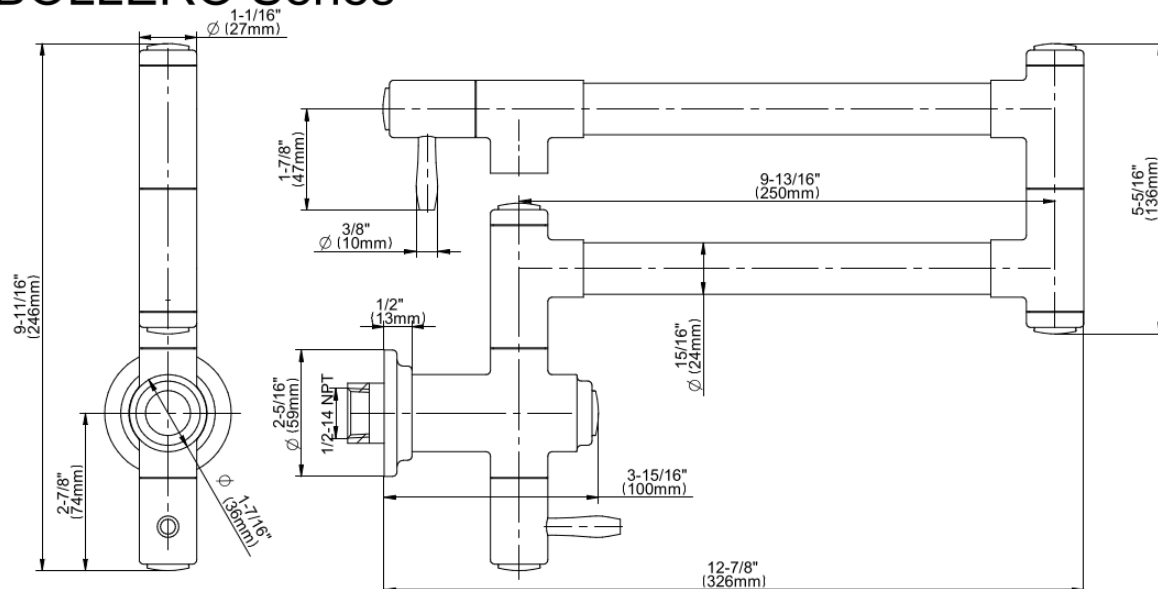 1-1/16"
∅ (27mm)
1-7/8"
(47mm)
9-13/16"
(250mm)
5-5/16"
(136mm)
3/8"
∅ (10mm)
9-11/16"
(246mm)
1/2"
(13mm)
15/16"
∅ (24mm)
2-5/16"
∅ (59mm)
1/2-14 NPT
2-7/8"
(74mm)
∅ 1-7/16"
(36mm)
3-15/16"
(100mm)
12-7/8"
(326mm)